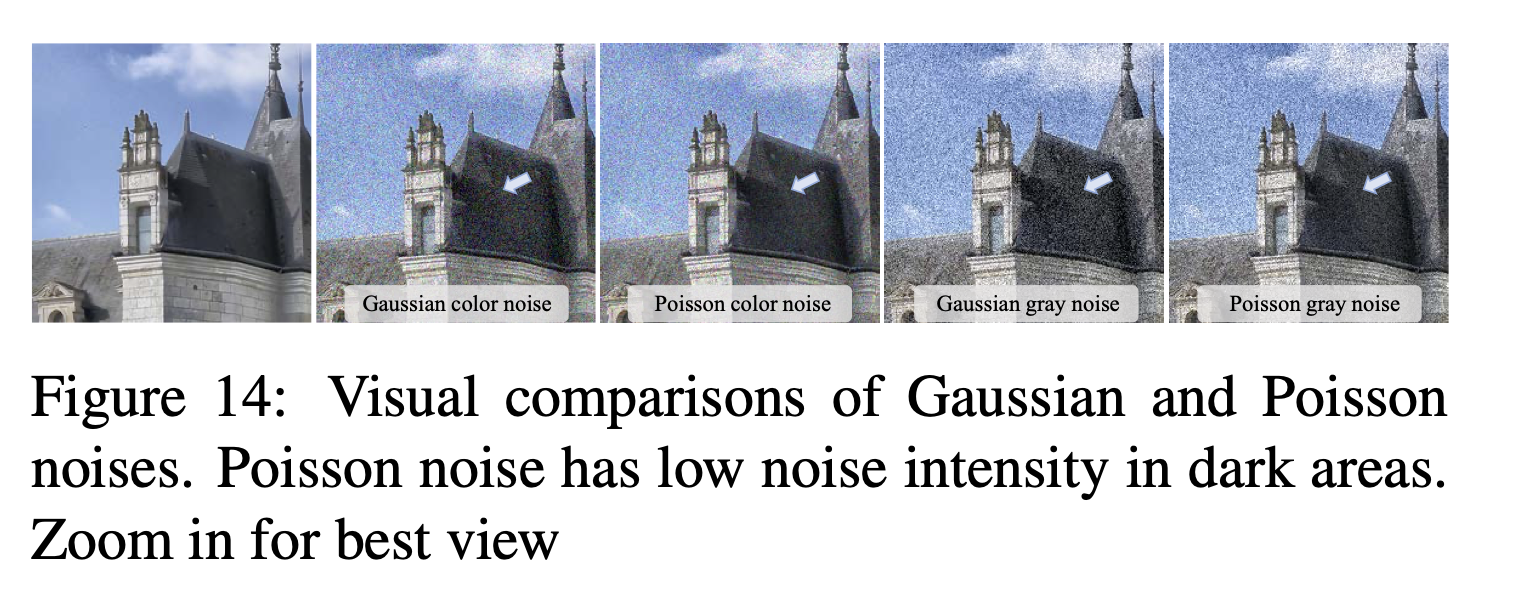 Gaussian color noise
Poisson color noise
Gaussian gray noise
Poisson gray noise
Figure 14: Visual comparisons of Gaussian and Poisson
noises. Poisson noise has low noise intensity in dark areas.
Zoom in for best view